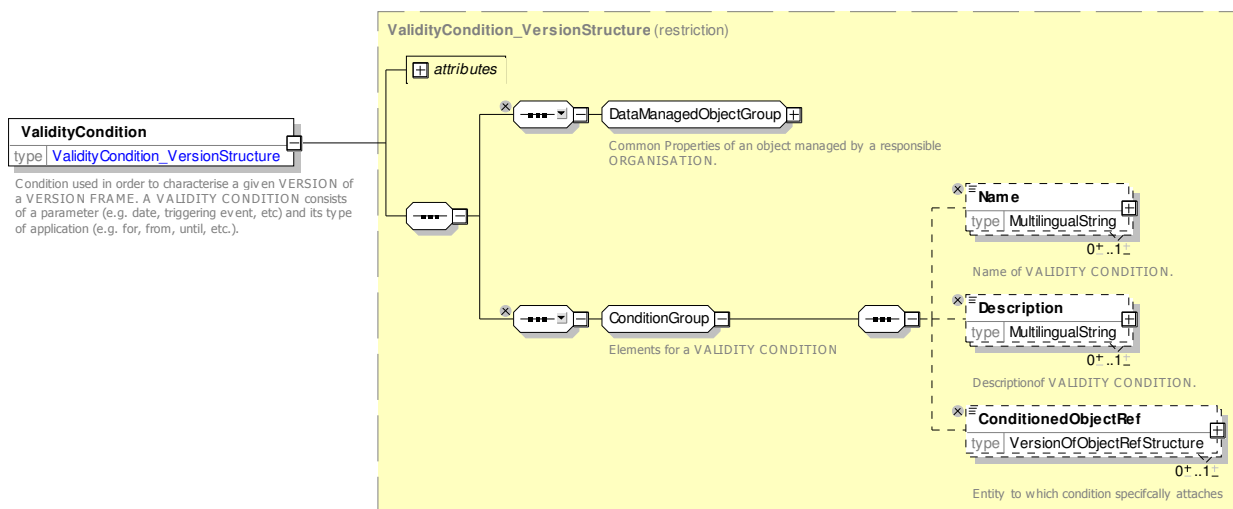 ValidityCondition_VersionStructure (restriction)
attributes
DataManagedObjectGroup
Common Properties of an object managed by a responsible
ORGANISATION.
ValidityCondition
type ValidityCondition_VersionStructure
Condition used in order to characterise a given VERSION of
a VERSION FRAME. A VALIDITY CONDITION consists
of a parameter (e.g. date, triggering event, etc) and its type
of application (e.g. for, from, until, etc.).
Name
type MultilingualString
0±..1±
Name of VALIDITY CONDITION.
ConditionGroup
Elements for a VALIDITY CONDITION
Description
type MultilingualString
0±..1±
Descriptionof VALIDITY CONDITION.
ConditionedObjectRef
type VersionOfObjectRefStructure
0±..1±
Entity to which condition specifcally attaches